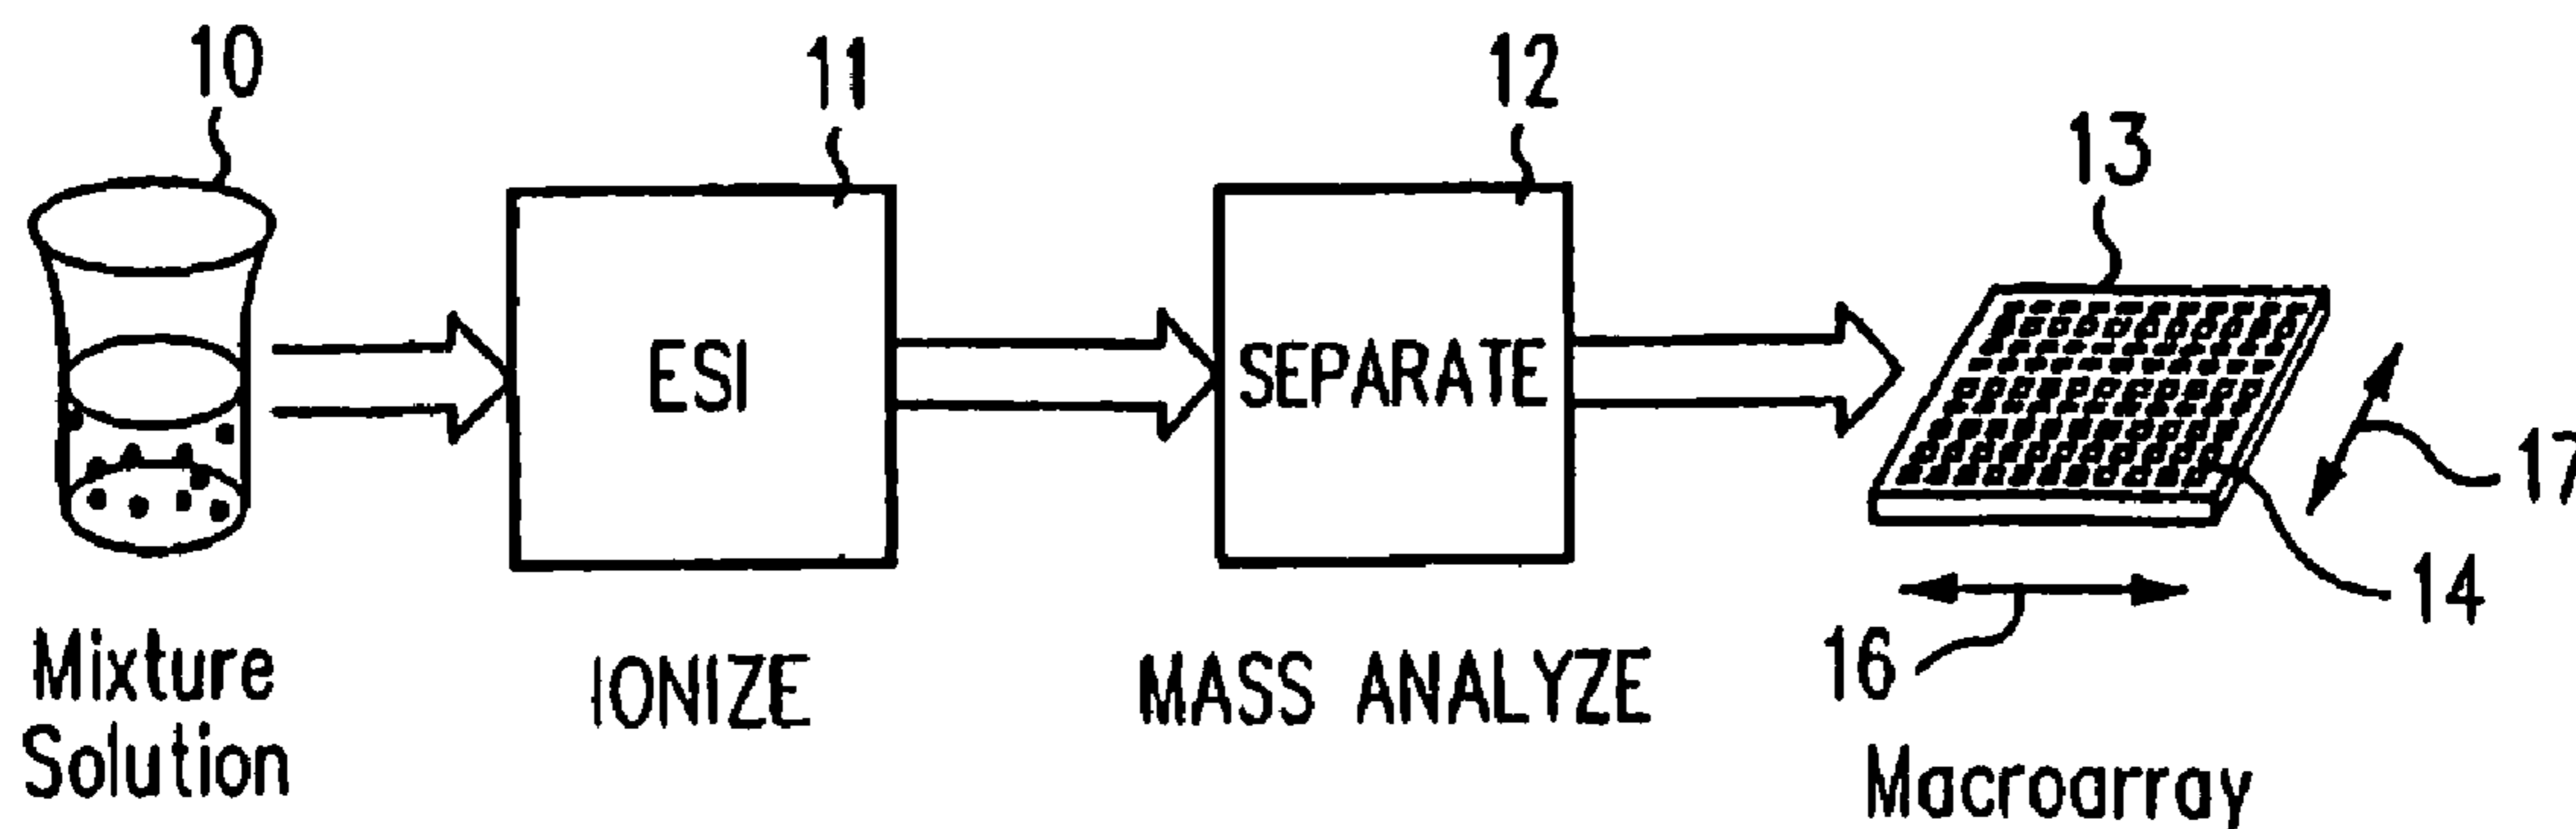 10
11
12
13
ESI
SEPARATE
17
14
16
Mixture
Solution
IONIZE
MASS ANALYZE
Macroarray